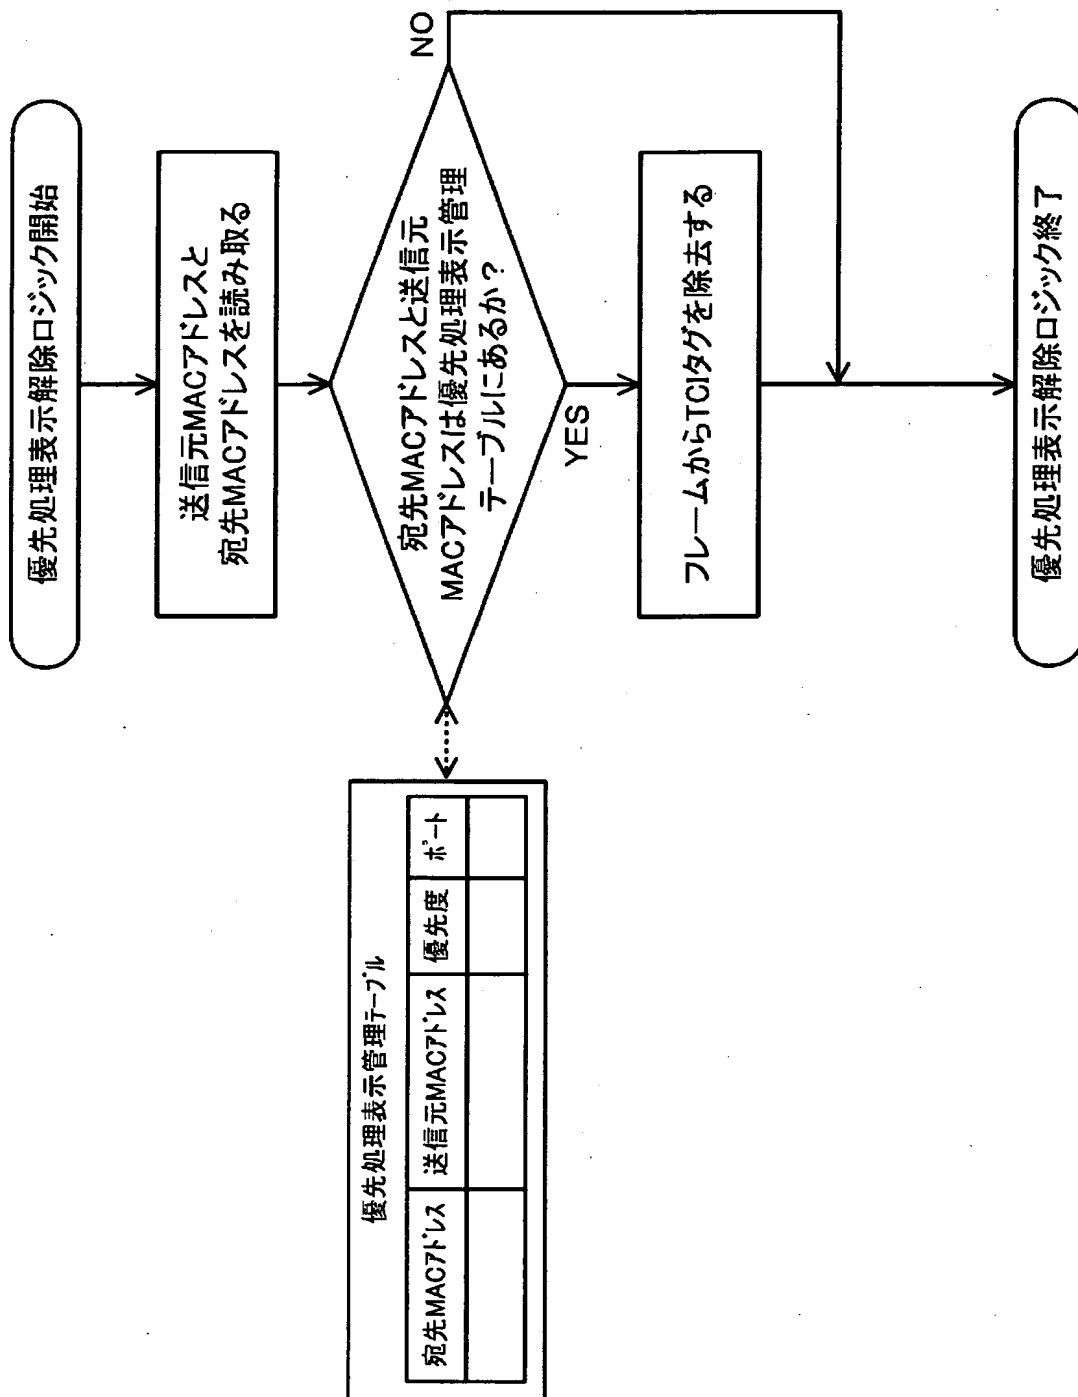 優先処理表示解除ロジック開始
送信元MACアドレスと
宛先MACアドレスを読み取る
宛先MACアドレスと送信元
MACアドレスは優先処理表示管理
テーブルにあるか？
NO
YES
優先処理表示管理テーブル
宛先MACアドレス 送信元MACアドレス 優先度 ポート
フレームからTCIタグを除去する
優先処理表示解除ロジック終了